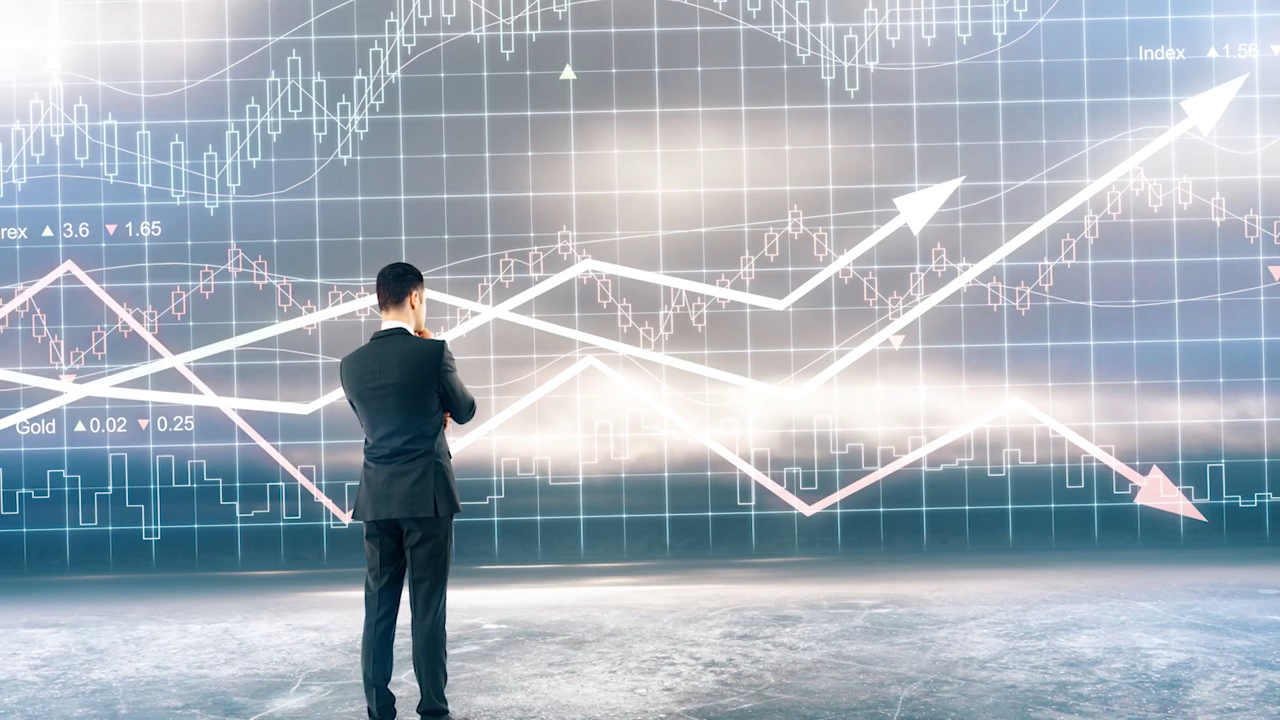 Index ▲1.56 ▼
rex ▲ 3.6 ▼ 1.65
Gold ▲0.02 ▼ 0.25